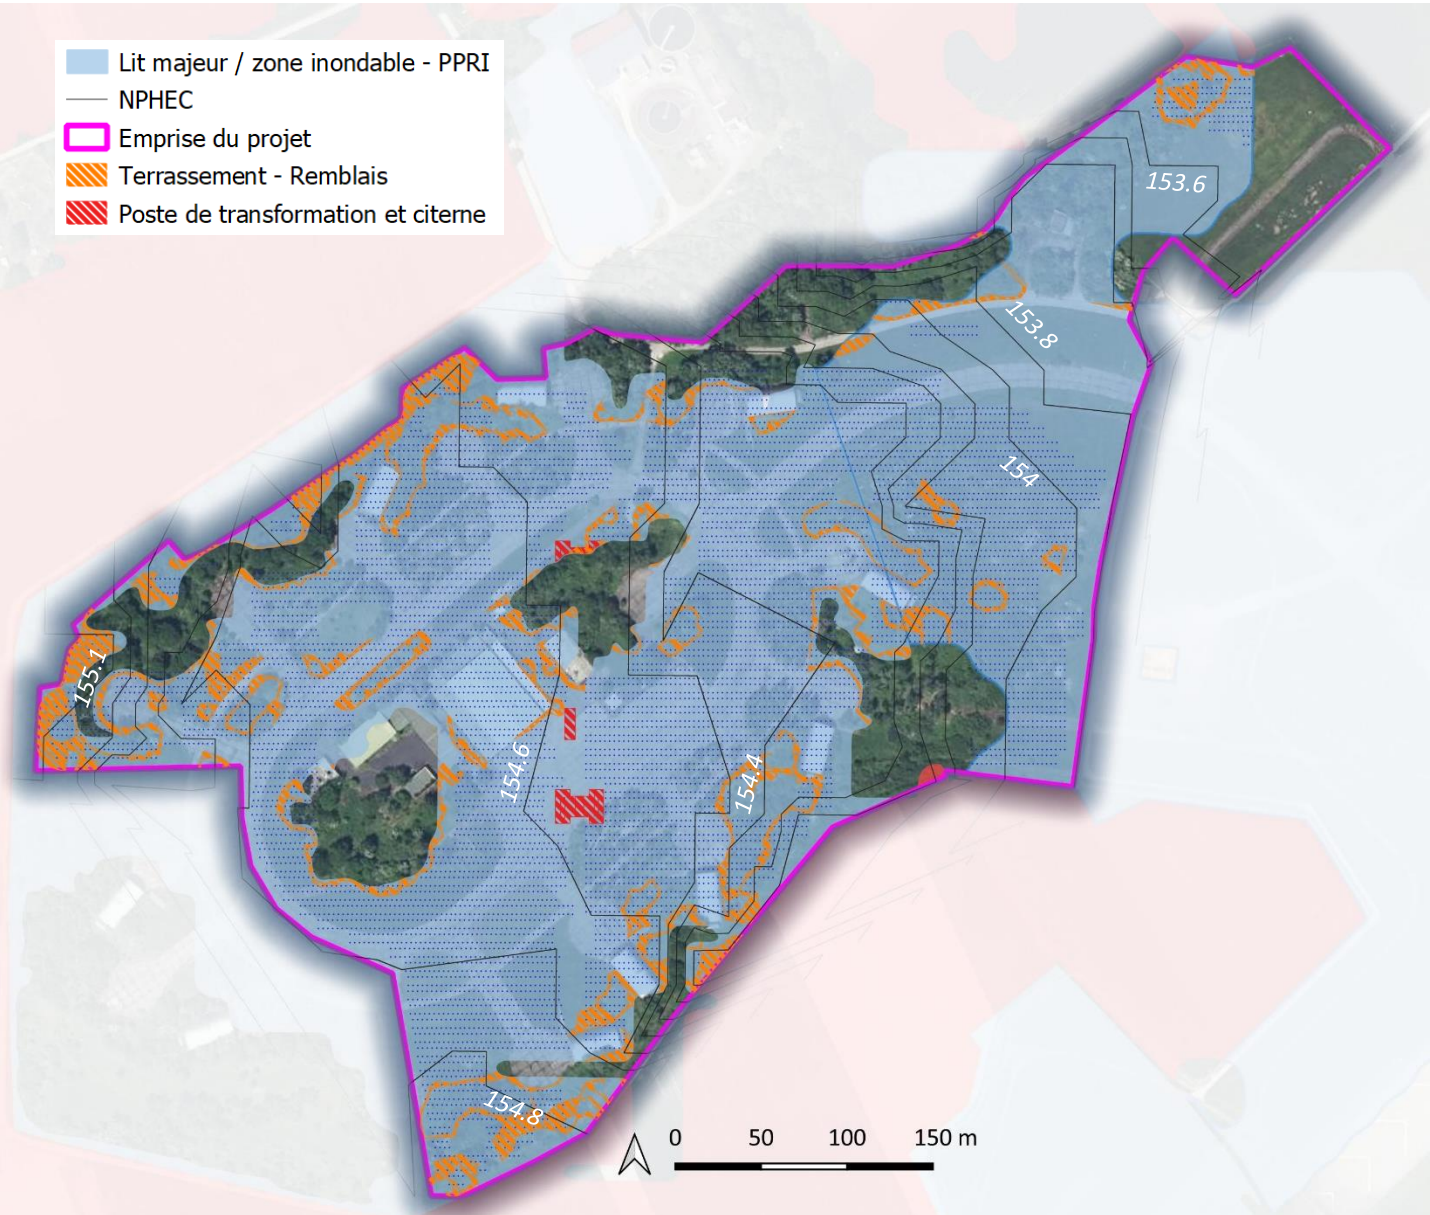 Lit majeur / zone inondable - PPRI
NPHEC
Emprise du projet
Terrassement - Remblais
Poste de transformation et citerne
153.6
153.8
154
155.1
154.6
154.4
154.8
0 50 100 150 m